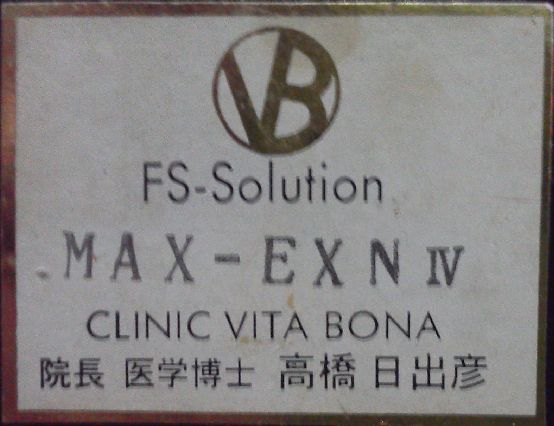 VB
FS-Solution
MAX-EXN IV
CLINIC VITA BONA
院長 医学博士 高橋 日出彦